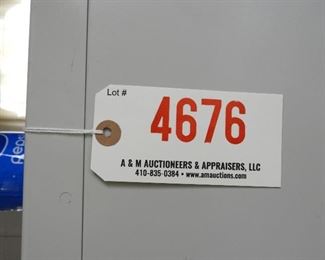 Lot #
4676
A & M AUCTIONEERS & APPRAISERS, LLC
410-835-0384 • www.amauctions.com